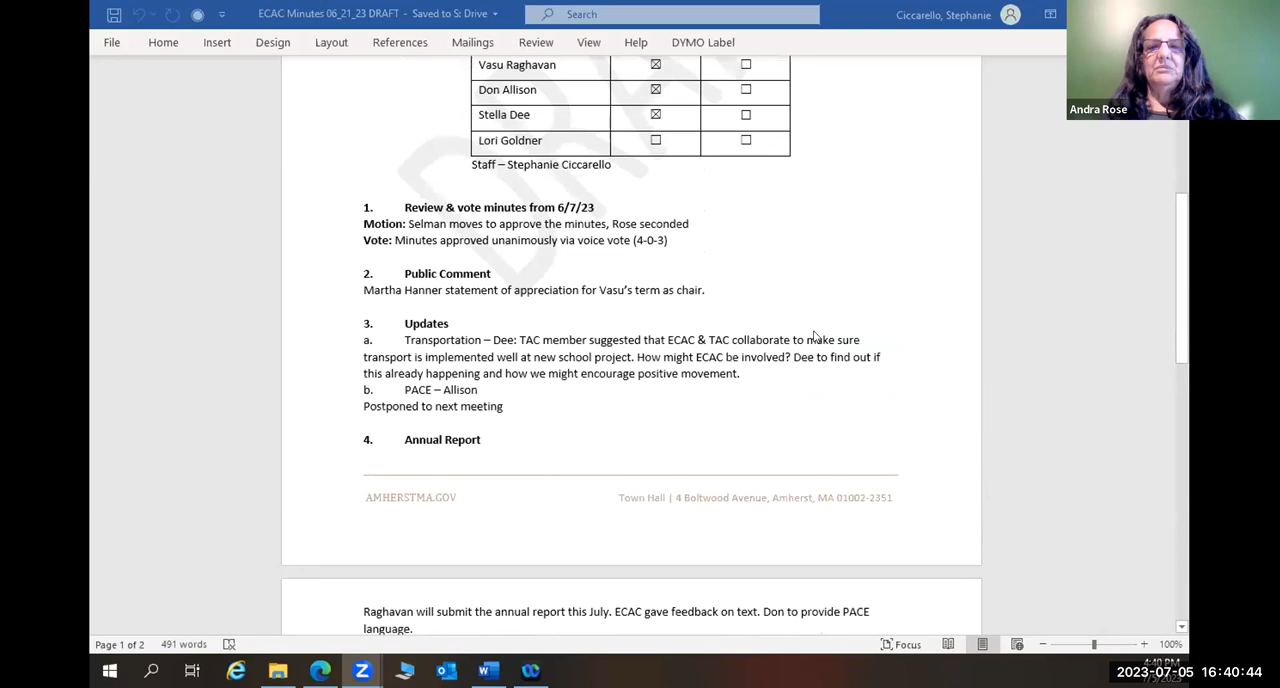 ECAC Minutes 06_21_23 DRAFT - Saved to S: Drive
Search
Ciccarello, Stephanie
File Home Insert Design Layout References Mailings Review View Help DYMO Label
Andra Rose
DRAFT
Vasu Raghavan ☒ ☐
Don Allison ☒ ☐
Stella Dee ☒ ☐
Lori Goldner ☐ ☐
Staff – Stephanie Ciccarello
1. Review & vote minutes from 6/7/23
Motion: Selman moves to approve the minutes, Rose seconded
Vote: Minutes approved unanimously via voice vote (4-0-3)
2. Public Comment
Martha Hanner statement of appreciation for Vasu's term as chair.
3. Updates
a. Transportation – Dee: TAC member suggested that ECAC & TAC collaborate to make sure
transport is implemented well at new school project. How might ECAC be involved? Dee to find out if
this already happening and how we might encourage positive movement.
b. PACE – Allison
Postponed to next meeting
4. Annual Report
AMHERSTMA.GOV Town Hall | 4 Boltwood Avenue, Amherst, MA 01002-2351
Raghavan will submit the annual report this July. ECAC gave feedback on text. Don to provide PACE
language.
Page 1 of 2 491 words Focus 100%
4:40 PM
2023-07-05 16:40:44